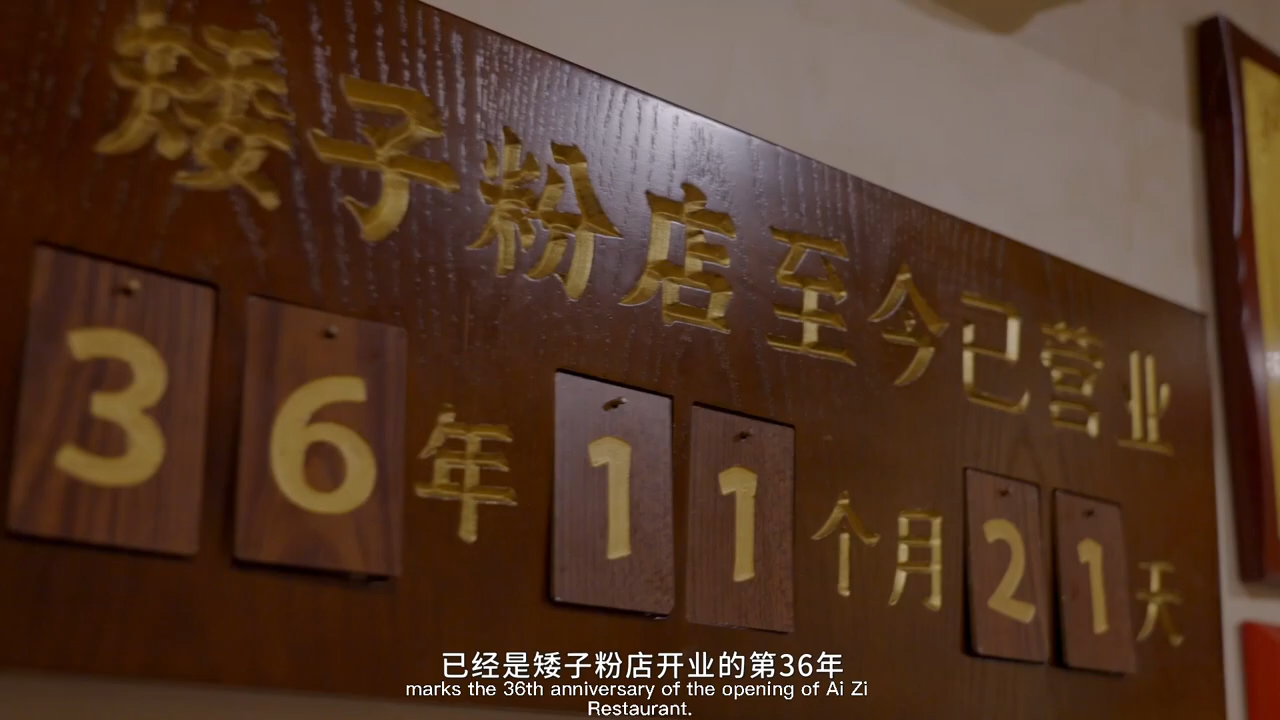 矮子粉店至今已营业
36年11个月21天
已经是矮子粉店开业的第36年
marks the 36th anniversary of the opening of Ai Zi
Restaurant.